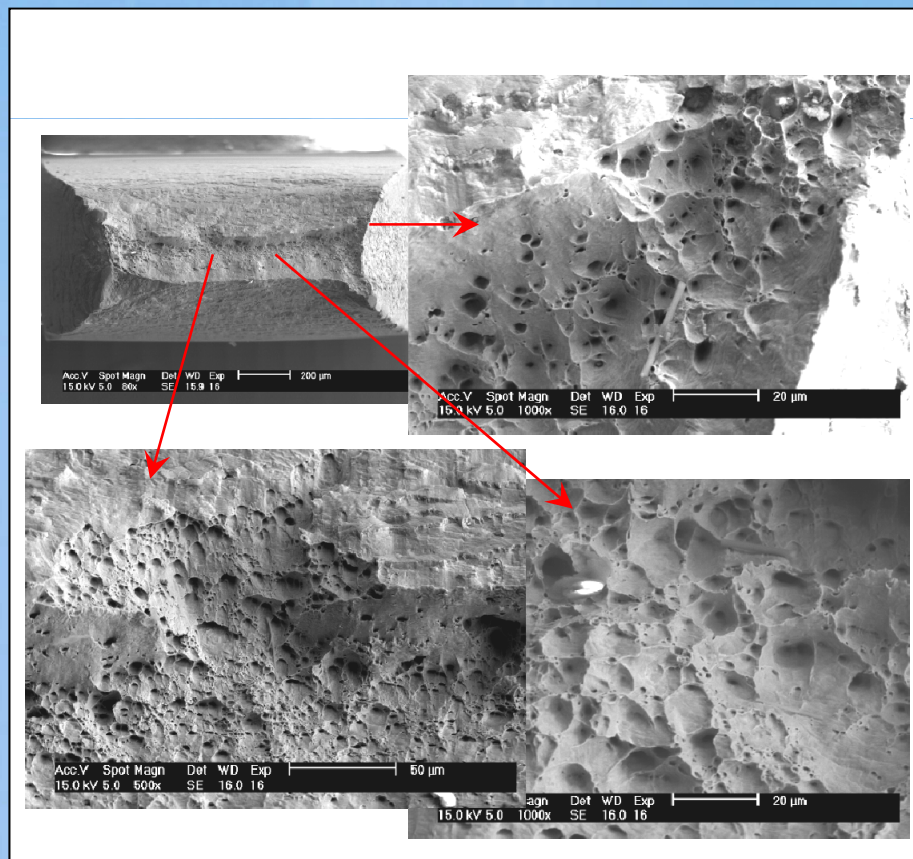 Acc.V Spot Magn Det WD Exp 200 µm
15.0 kV 5.0 80x SE 15.9 16
Acc.V Spot Magn Det WD Exp 20 µm
15.0 kV 5.0 1000x SE 16.0 16
Acc.V Spot Magn Det WD Exp 50 µm
15.0 kV 5.0 500x SE 16.0 16
agn Det WD Exp 20 µm
15.0 kV 5.0 1000x SE 16.0 16